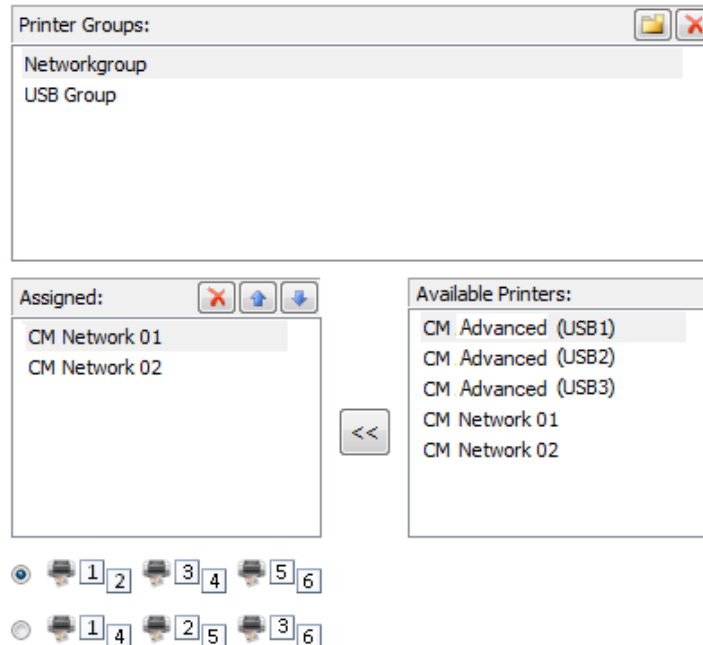 Printer Groups:
Networkgroup
USB Group
Assigned:
CM Network 01
CM Network 02
<<
Available Printers:
CM Advanced (USB1)
CM Advanced (USB2)
CM Advanced (USB3)
CM Network 01
CM Network 02
1 2 3 4 5 6
1 4 2 5 3 6